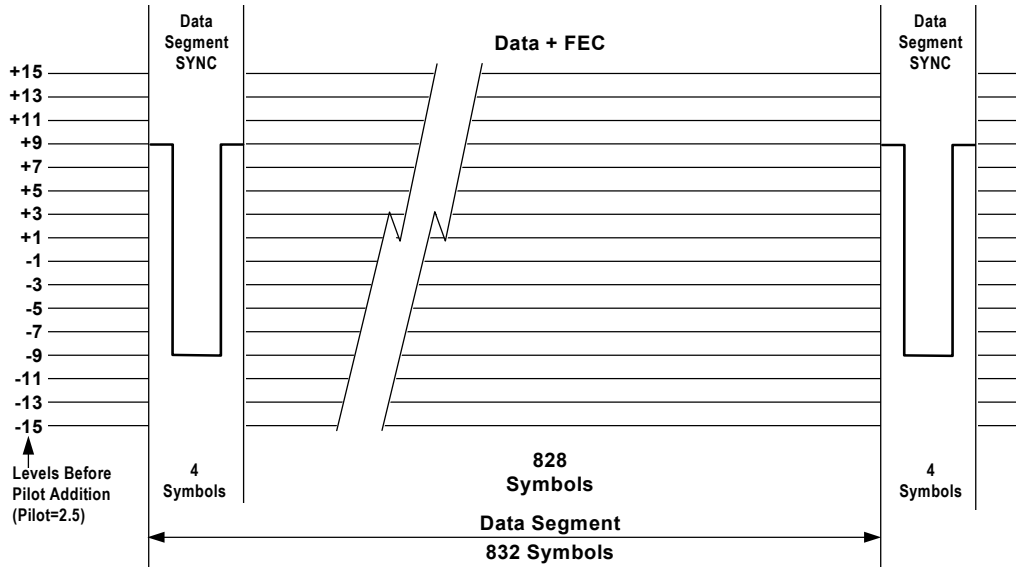 Data
Segment
SYNC
Data + FEC
Data
Segment
SYNC
+15
+13
+11
+9
+7
+5
+3
+1
-1
-3
-5
-7
-9
-11
-13
-15
Levels Before
Pilot Addition
(Pilot=2.5)
4
Symbols
828
Symbols
4
Symbols
Data Segment
832 Symbols